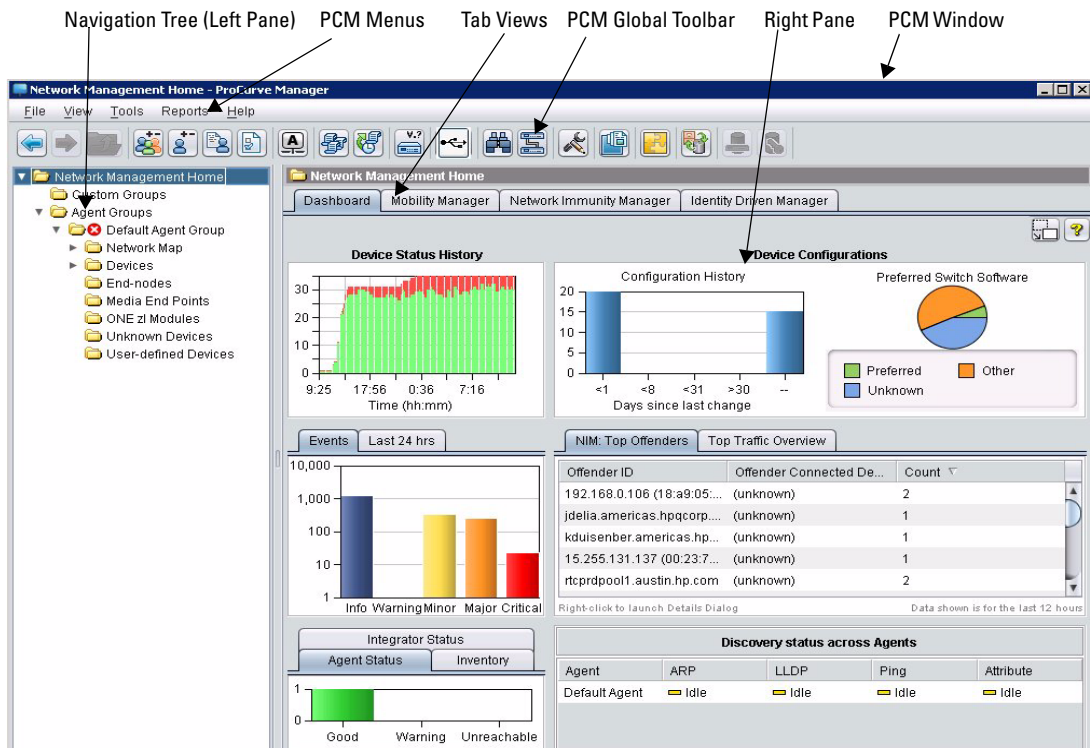 Navigation Tree (Left Pane) PCM Menus Tab Views PCM Global Toolbar Right Pane PCM Window
Network Management Home - ProCurve Manager
File View Tools Reports Help
A V.?
Network Management Home
Custom Groups
Agent Groups
Default Agent Group
Network Map
Devices
End-nodes
Media End Points
ONE zl Modules
Unknown Devices
User-defined Devices
Network Management Home
Dashboard Mobility Manager Network Immunity Manager Identity Driven Manager
?
Device Status History
30
20
10
0
9:25 17:56 0:36 7:16
Time (hh:mm)
Device Configurations
Configuration History
20
15
10
5
0
<1 <8 <31 >30 --
Days since last change
Preferred Switch Software
Preferred Other
Unknown
Events Last 24 hrs
10,000
1,000
100
10
1
Info Warning Minor Major Critical
NIM: Top Offenders Top Traffic Overview
Offender ID Offender Connected De... Count
192.168.0.106 (18:a9:05:... (unknown) 2
jdelia.americas.hpqcorp.... (unknown) 1
kduisenber.americas.hp... (unknown) 1
15.255.131.137 (00:23:7... (unknown) 1
rtcprdpool1.austin.hp.com (unknown) 2
Right-click to launch Details Dialog Data shown is for the last 12 hours
Integrator Status
Agent Status Inventory
1
0
Good Warning Unreachable
Discovery status across Agents
Agent ARP LLDP Ping Attribute
Default Agent Idle Idle Idle Idle